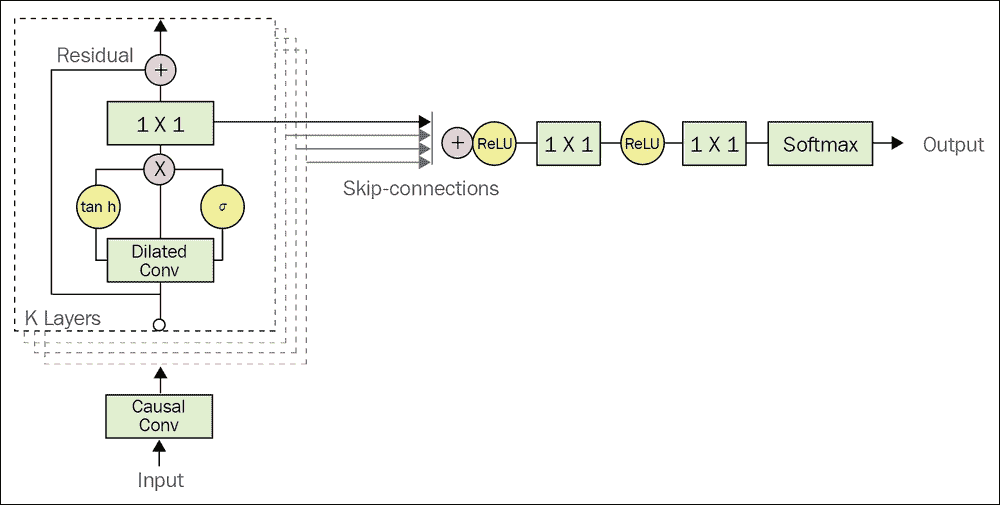 Residual
+
1 X 1
X
tan h
σ
Dilated
Conv
K Layers
Causal
Conv
Input
Skip-connections
+
ReLU
1 X 1
ReLU
1 X 1
Softmax
Output